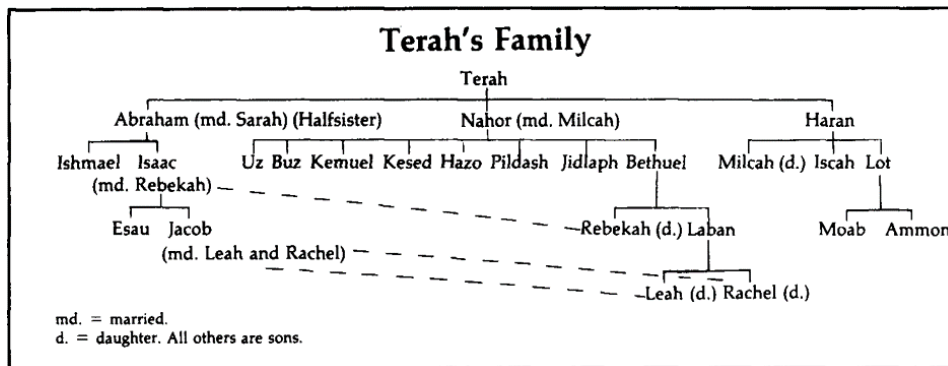 Terah's Family
Terah
Abraham (md. Sarah) (Halfsister) Nahor (md. Milcah) Haran
Ishmael Isaac Uz Buz Kemuel Kesed Hazo Pildash Jidlaph Bethuel Milcah (d.) Iscah Lot
(md. Rebekah)
Esau Jacob Rebekah (d.) Laban Moab Ammon
(md. Leah and Rachel)
Leah (d.) Rachel (d.)
md. = married.
d. = daughter. All others are sons.